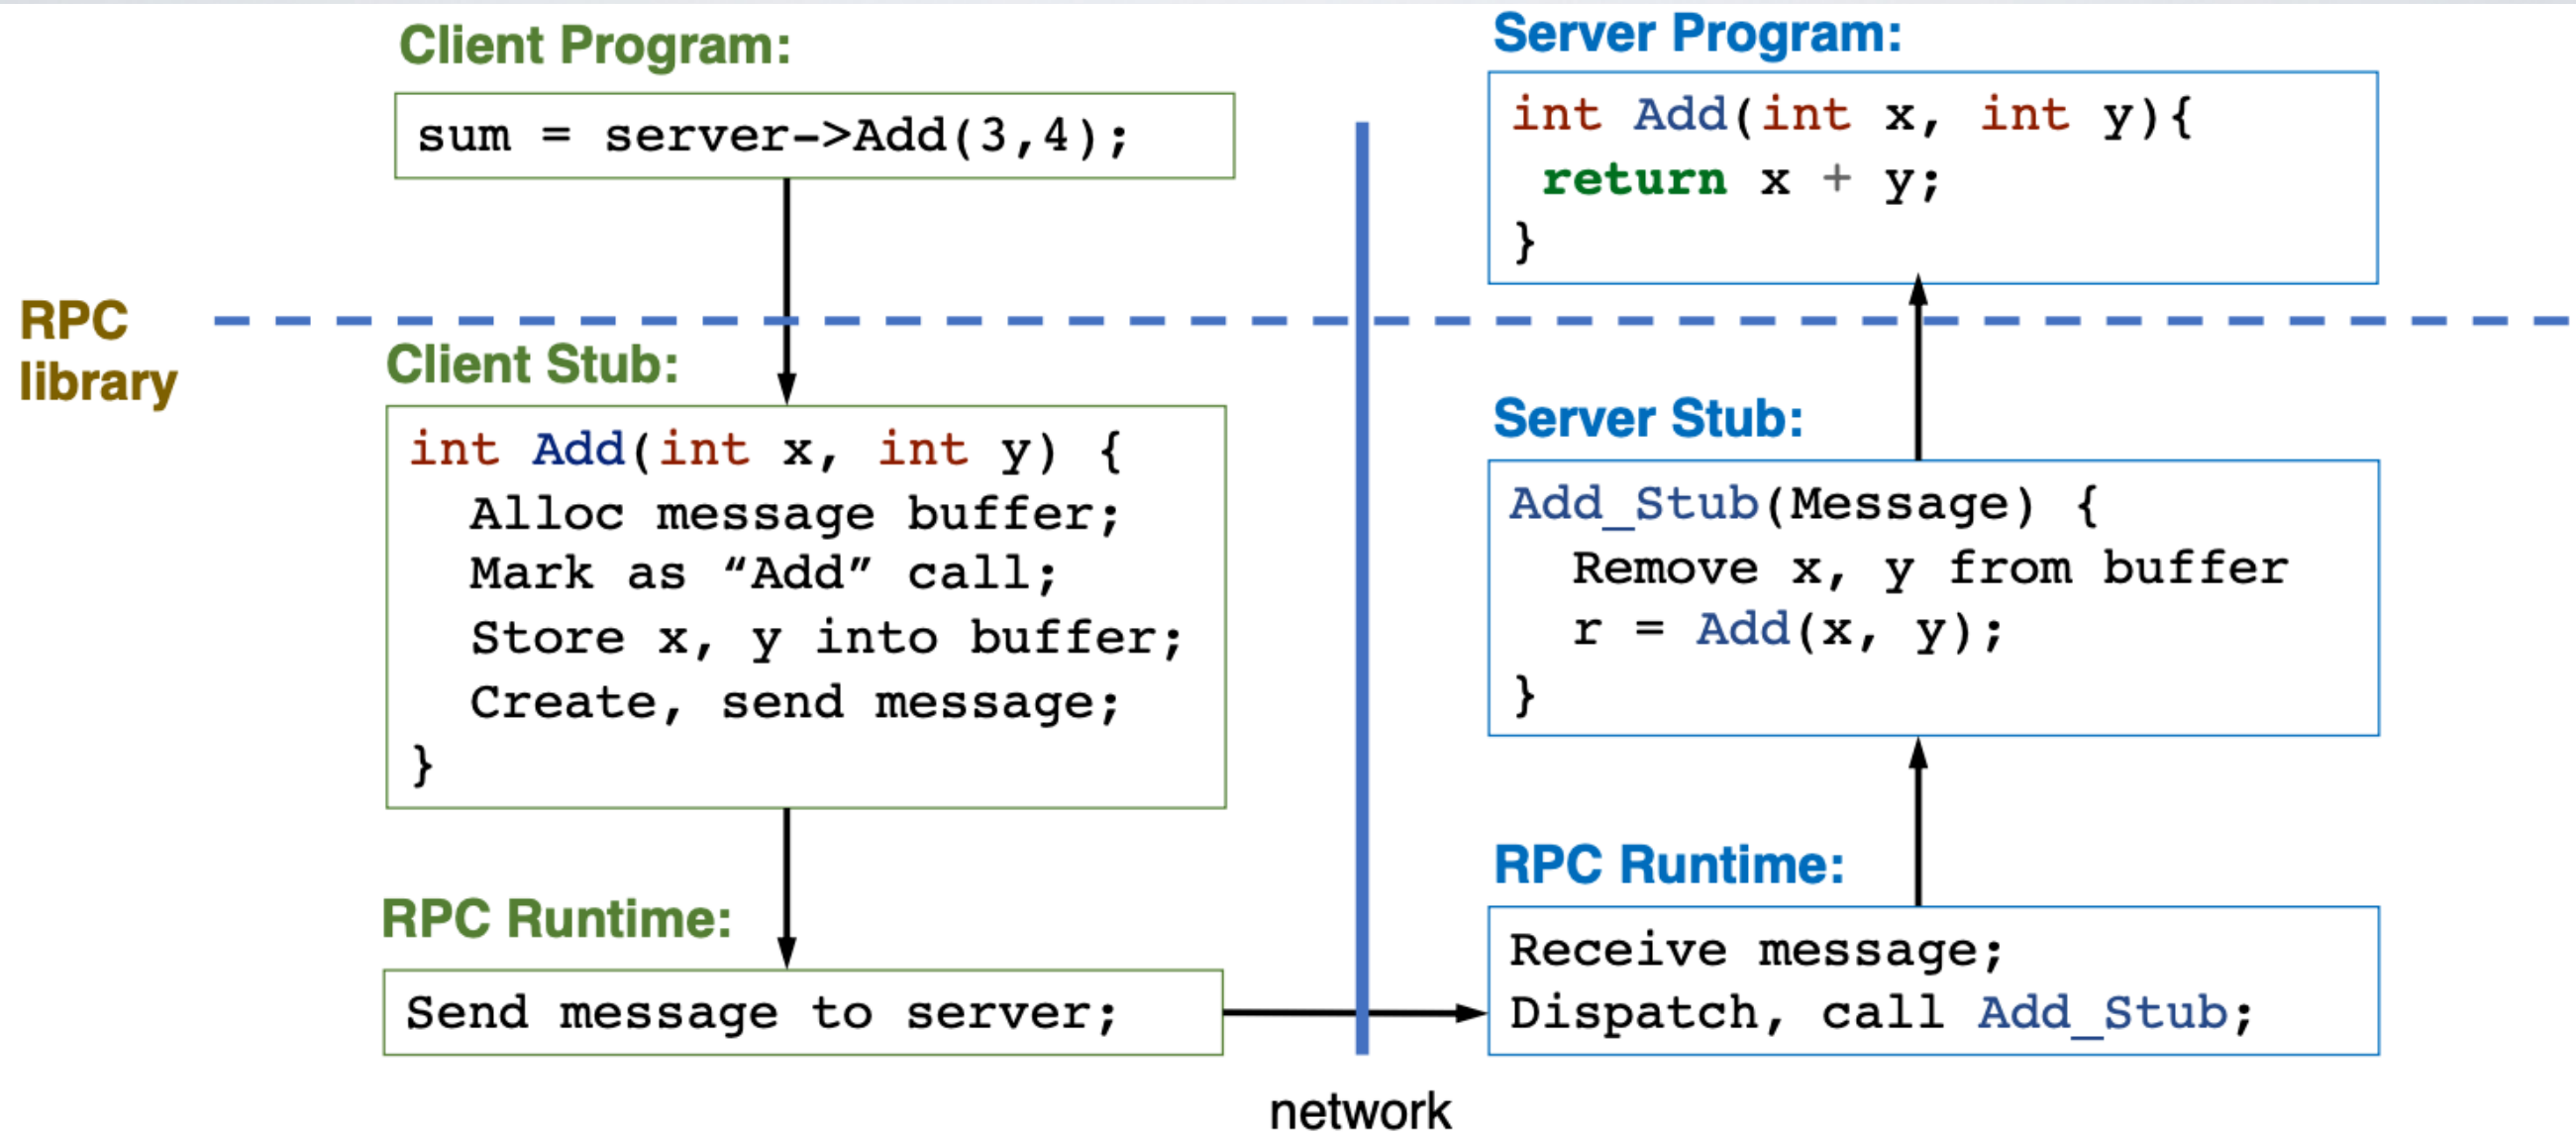 Client Program:
sum = server->Add(3,4);
RPC
library
Client Stub:
int Add(int x, int y) {
Alloc message buffer;
Mark as “Add” call;
Store x, y into buffer;
Create, send message;
}
RPC Runtime:
Send message to server;
network
Server Program:
int Add(int x, int y){
return x + y;
}
Server Stub:
Add_Stub(Message) {
Remove x, y from buffer
r = Add(x, y);
}
RPC Runtime:
Receive message;
Dispatch, call Add_Stub;